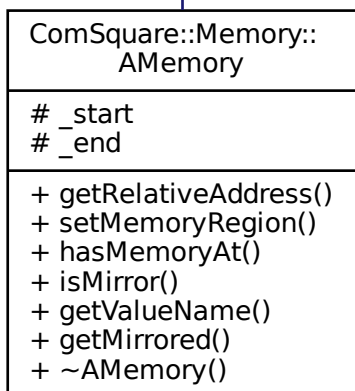 ComSquare::Memory::
AMemory
# _start
# _end
+ getRelativeAddress()
+ setMemoryRegion()
+ hasMemoryAt()
+ isMirror()
+ getValueName()
+ getMirrored()
+ ~AMemory()